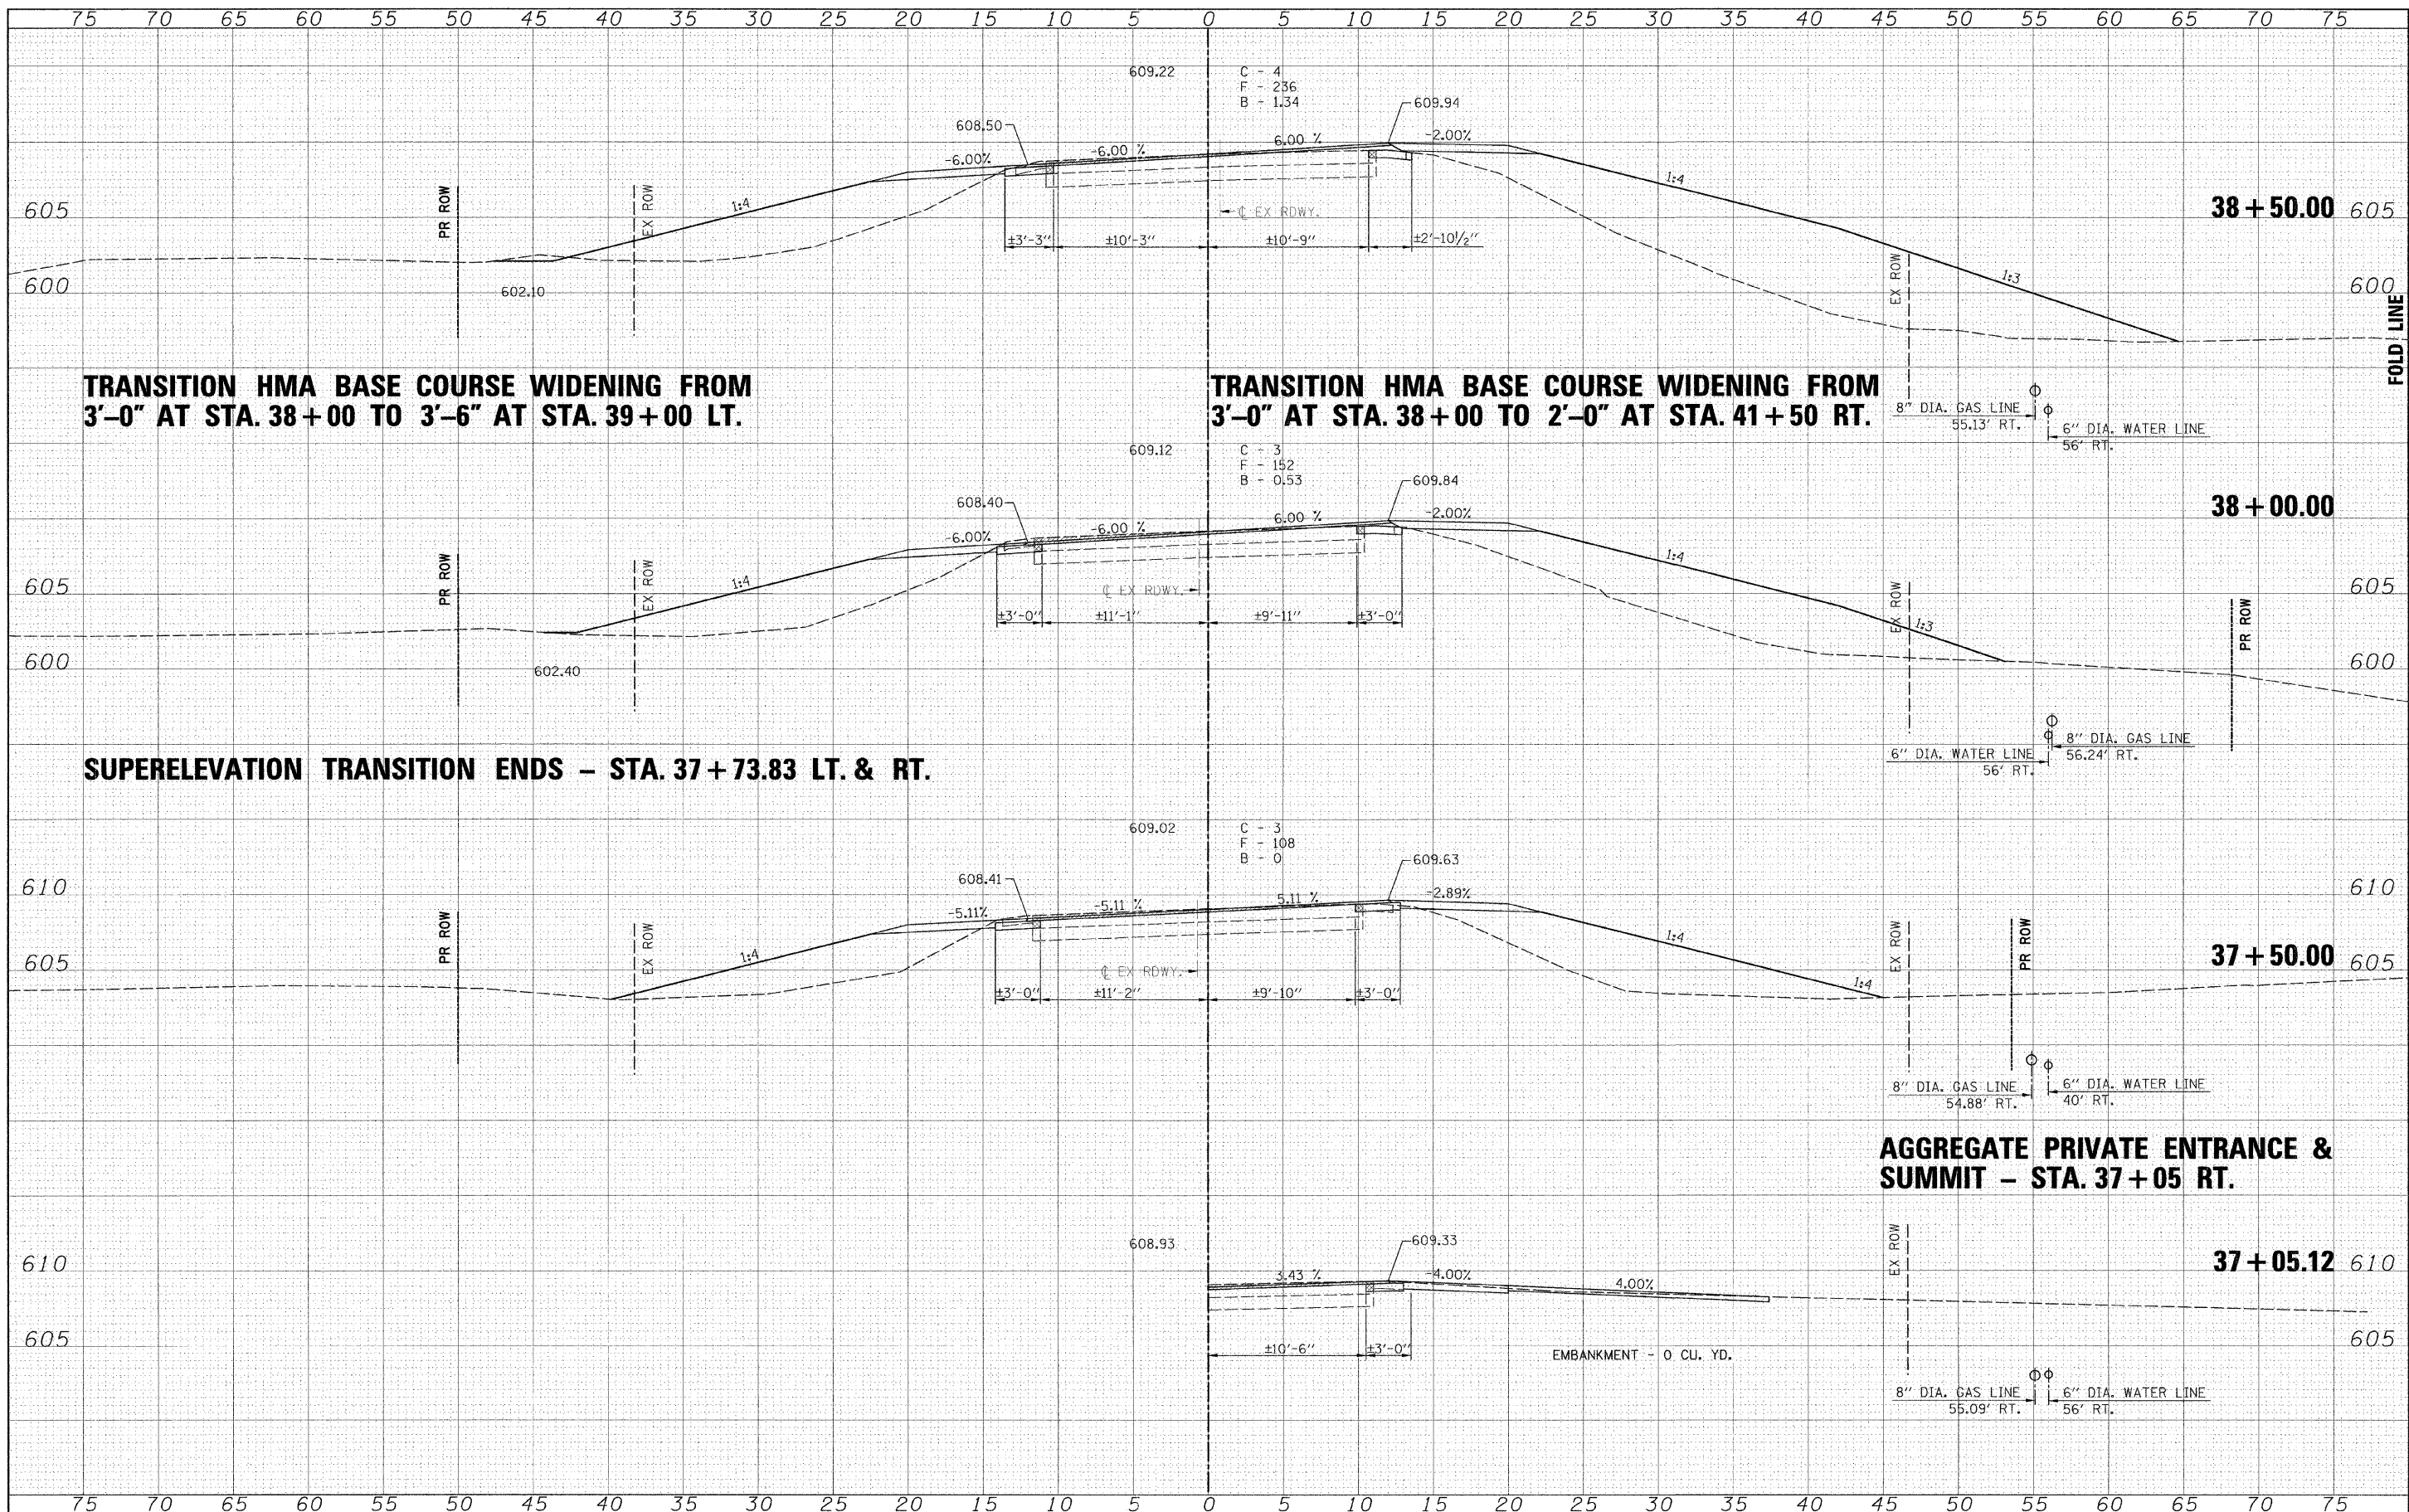 75 70 65 60 55 50 45 40 35 30 25 20 15 10 5 0 5 10 15 20 25 30 35 40 45 50 55 60 65 70 75
609.22
C - 4
F - 236
B - 1.34
609.94
608.50
-6.00%
-6.00 %
6.00 %
-2.00%
PR ROW
EX ROW
1:4
1:4
605
38+50.00 605
℄ EX RDWY.
±3'-3"
±10'-3"
±10'-9"
±2'-10½"
EX ROW
1:3
600
602.10
600
FOLD LINE
TRANSITION HMA BASE COURSE WIDENING FROM
3'-0" AT STA. 38+00 TO 3'-6" AT STA. 39+00 LT.
TRANSITION HMA BASE COURSE WIDENING FROM
3'-0" AT STA. 38+00 TO 2'-0" AT STA. 41+50 RT.
8" DIA. GAS LINE
55.13' RT.
6" DIA. WATER LINE
56' RT.
609.12
C - 3
F - 152
B - 0.53
609.84
608.40
38+00.00
-6.00%
-6.00 %
6.00 %
-2.00%
PR ROW
EX ROW
1:4
1:4
605
605
℄ EX RDWY.
±3'-0"
±11'-1"
±9'-11"
±3'-0"
EX ROW
1:3
PR ROW
600
602.40
600
6" DIA. WATER LINE
56' RT.
8" DIA. GAS LINE
56.24' RT.
SUPERELEVATION TRANSITION ENDS – STA. 37+73.83 LT. & RT.
609.02
C - 3
F - 108
B - 0
609.63
608.41
610
610
-5.11%
-5.11 %
5.11 %
-2.89%
PR ROW
EX ROW
1:4
1:4
EX ROW
PR ROW
37+50.00 605
605
℄ EX RDWY.
±3'-0"
±11'-2"
±9'-10"
±3'-0"
1:4
8" DIA. GAS LINE
54.88' RT.
6" DIA. WATER LINE
40' RT.
AGGREGATE PRIVATE ENTRANCE &
SUMMIT – STA. 37+05 RT.
608.93
609.33
EX ROW
610
37+05.12 610
3.43 %
-4.00%
4.00%
605
605
±10'-6"
±3'-0"
EMBANKMENT - 0 CU. YD.
8" DIA. GAS LINE
55.09' RT.
6" DIA. WATER LINE
56' RT.
75 70 65 60 55 50 45 40 35 30 25 20 15 10 5 0 5 10 15 20 25 30 35 40 45 50 55 60 65 70 75